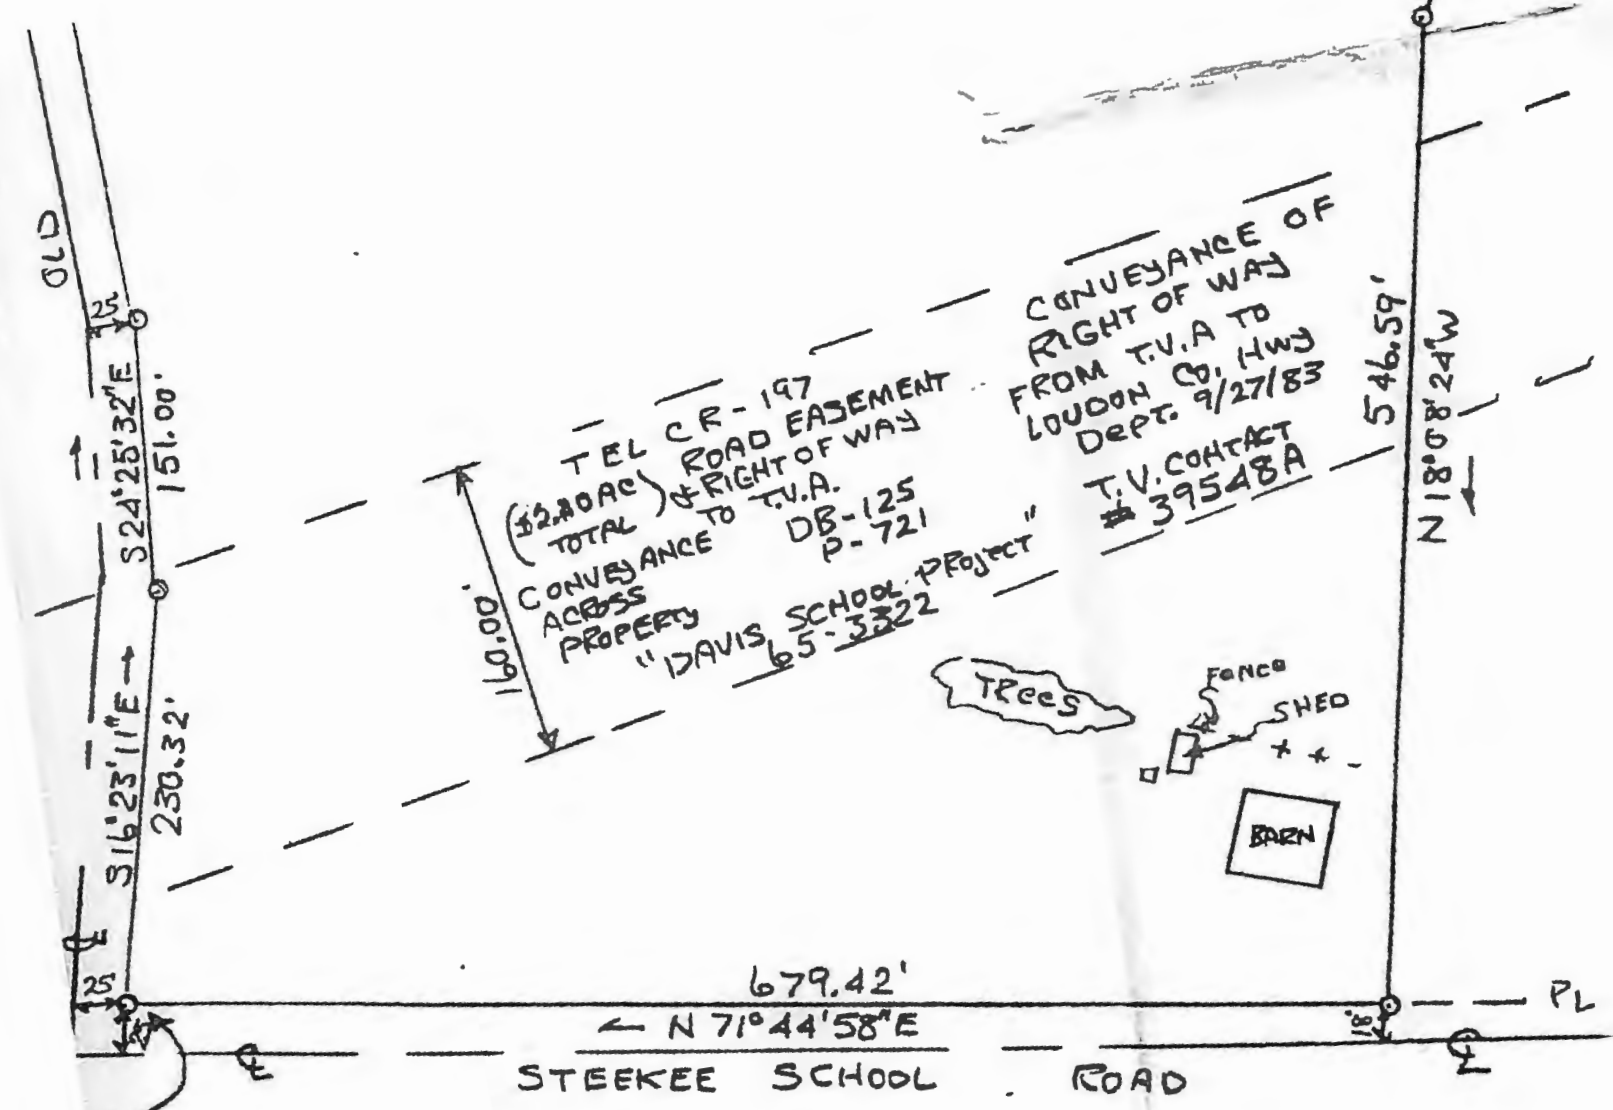 OLD
25'
S24°25'32"E
151.00'
S16°23'11"E
230.32'
160.00'
TEL CR-197
($2.80AC) ROAD EASEMENT
TOTAL & RIGHT OF WAY
CONVEYANCE TO T.V.A.
ACROSS DB-125
PROPERTY P-721
"DAVIS SCHOOL PROJECT"
65-3322
CONVEYANCE OF
RIGHT OF WAY
FROM T.V.A TO
LOUDON CO. HWY
DEPT. 9/27/83
T.V. CONTACT
# 39548A
546.59'
N18°08'24"W
TREES
FENCE
SHED
BARN
25'
679.42'
N 71°44'58"E
18'
PL
STEEKEE SCHOOL ROAD